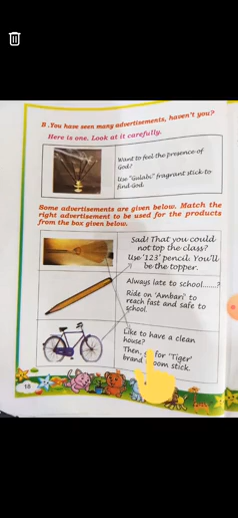 B .You have seen many advertisements, haven't you?
Here is one. Look at it carefully.
Want to feel the presence of
God?
Use "Gulabi" fragrant stick to
find God.
Some advertisements are given below. Match the
right advertisement to be used for the products
from the box given below.
Sad! That you could
not top the class?
Use '123' pencil. You'll
be the topper.
Always late to school.......?
Ride on 'Ambari' to
reach fast and safe to
school.
Like to have a clean
house?
Then, for 'Tiger'
brand oom stick.
18